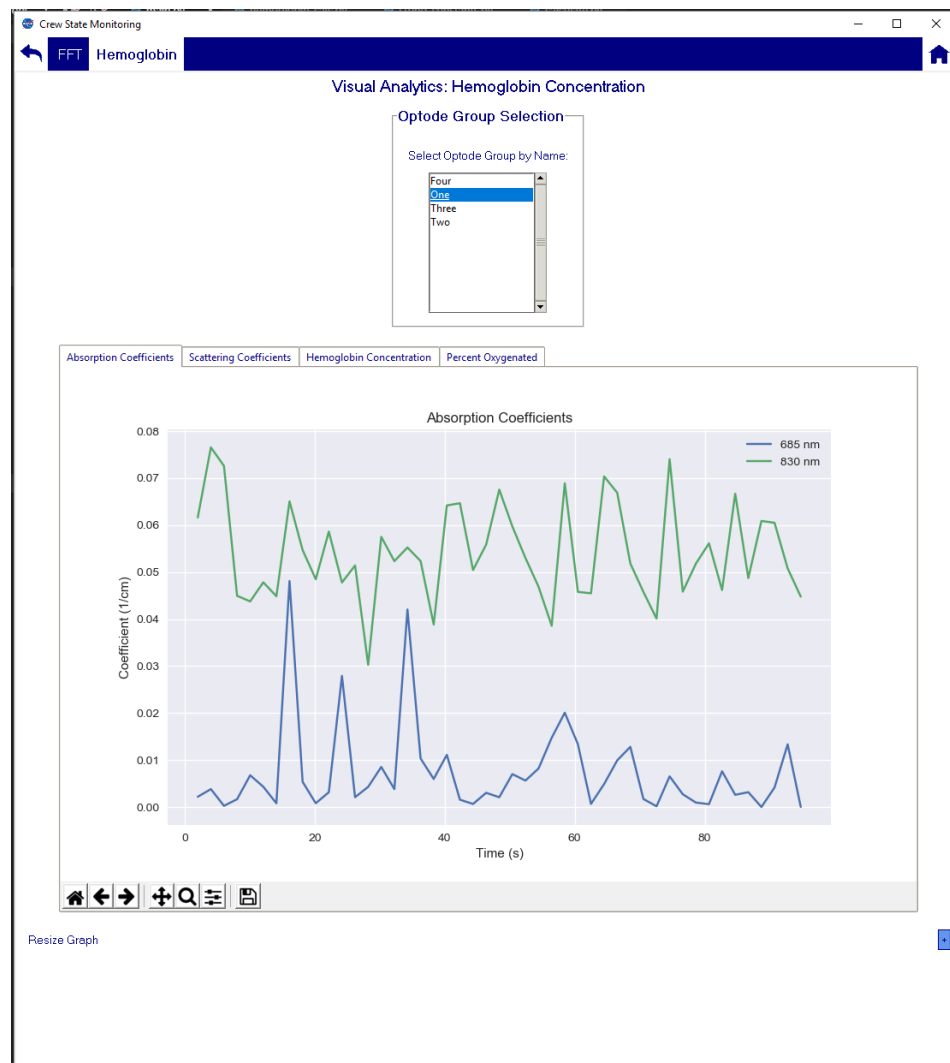 Crew State Monitoring
FFT Hemoglobin
Visual Analytics: Hemoglobin Concentration
Optode Group Selection
Select Optode Group by Name:
Four
One
Three
Two
Absorption Coefficients Scattering Coefficients Hemoglobin Concentration Percent Oxygenated
Absorption Coefficients
685 nm
830 nm
0.08
0.07
0.06
0.05
0.04
0.03
0.02
0.01
0.00
Coefficient (1/cm)
0 20 40 60 80
Time (s)
Resize Graph
+